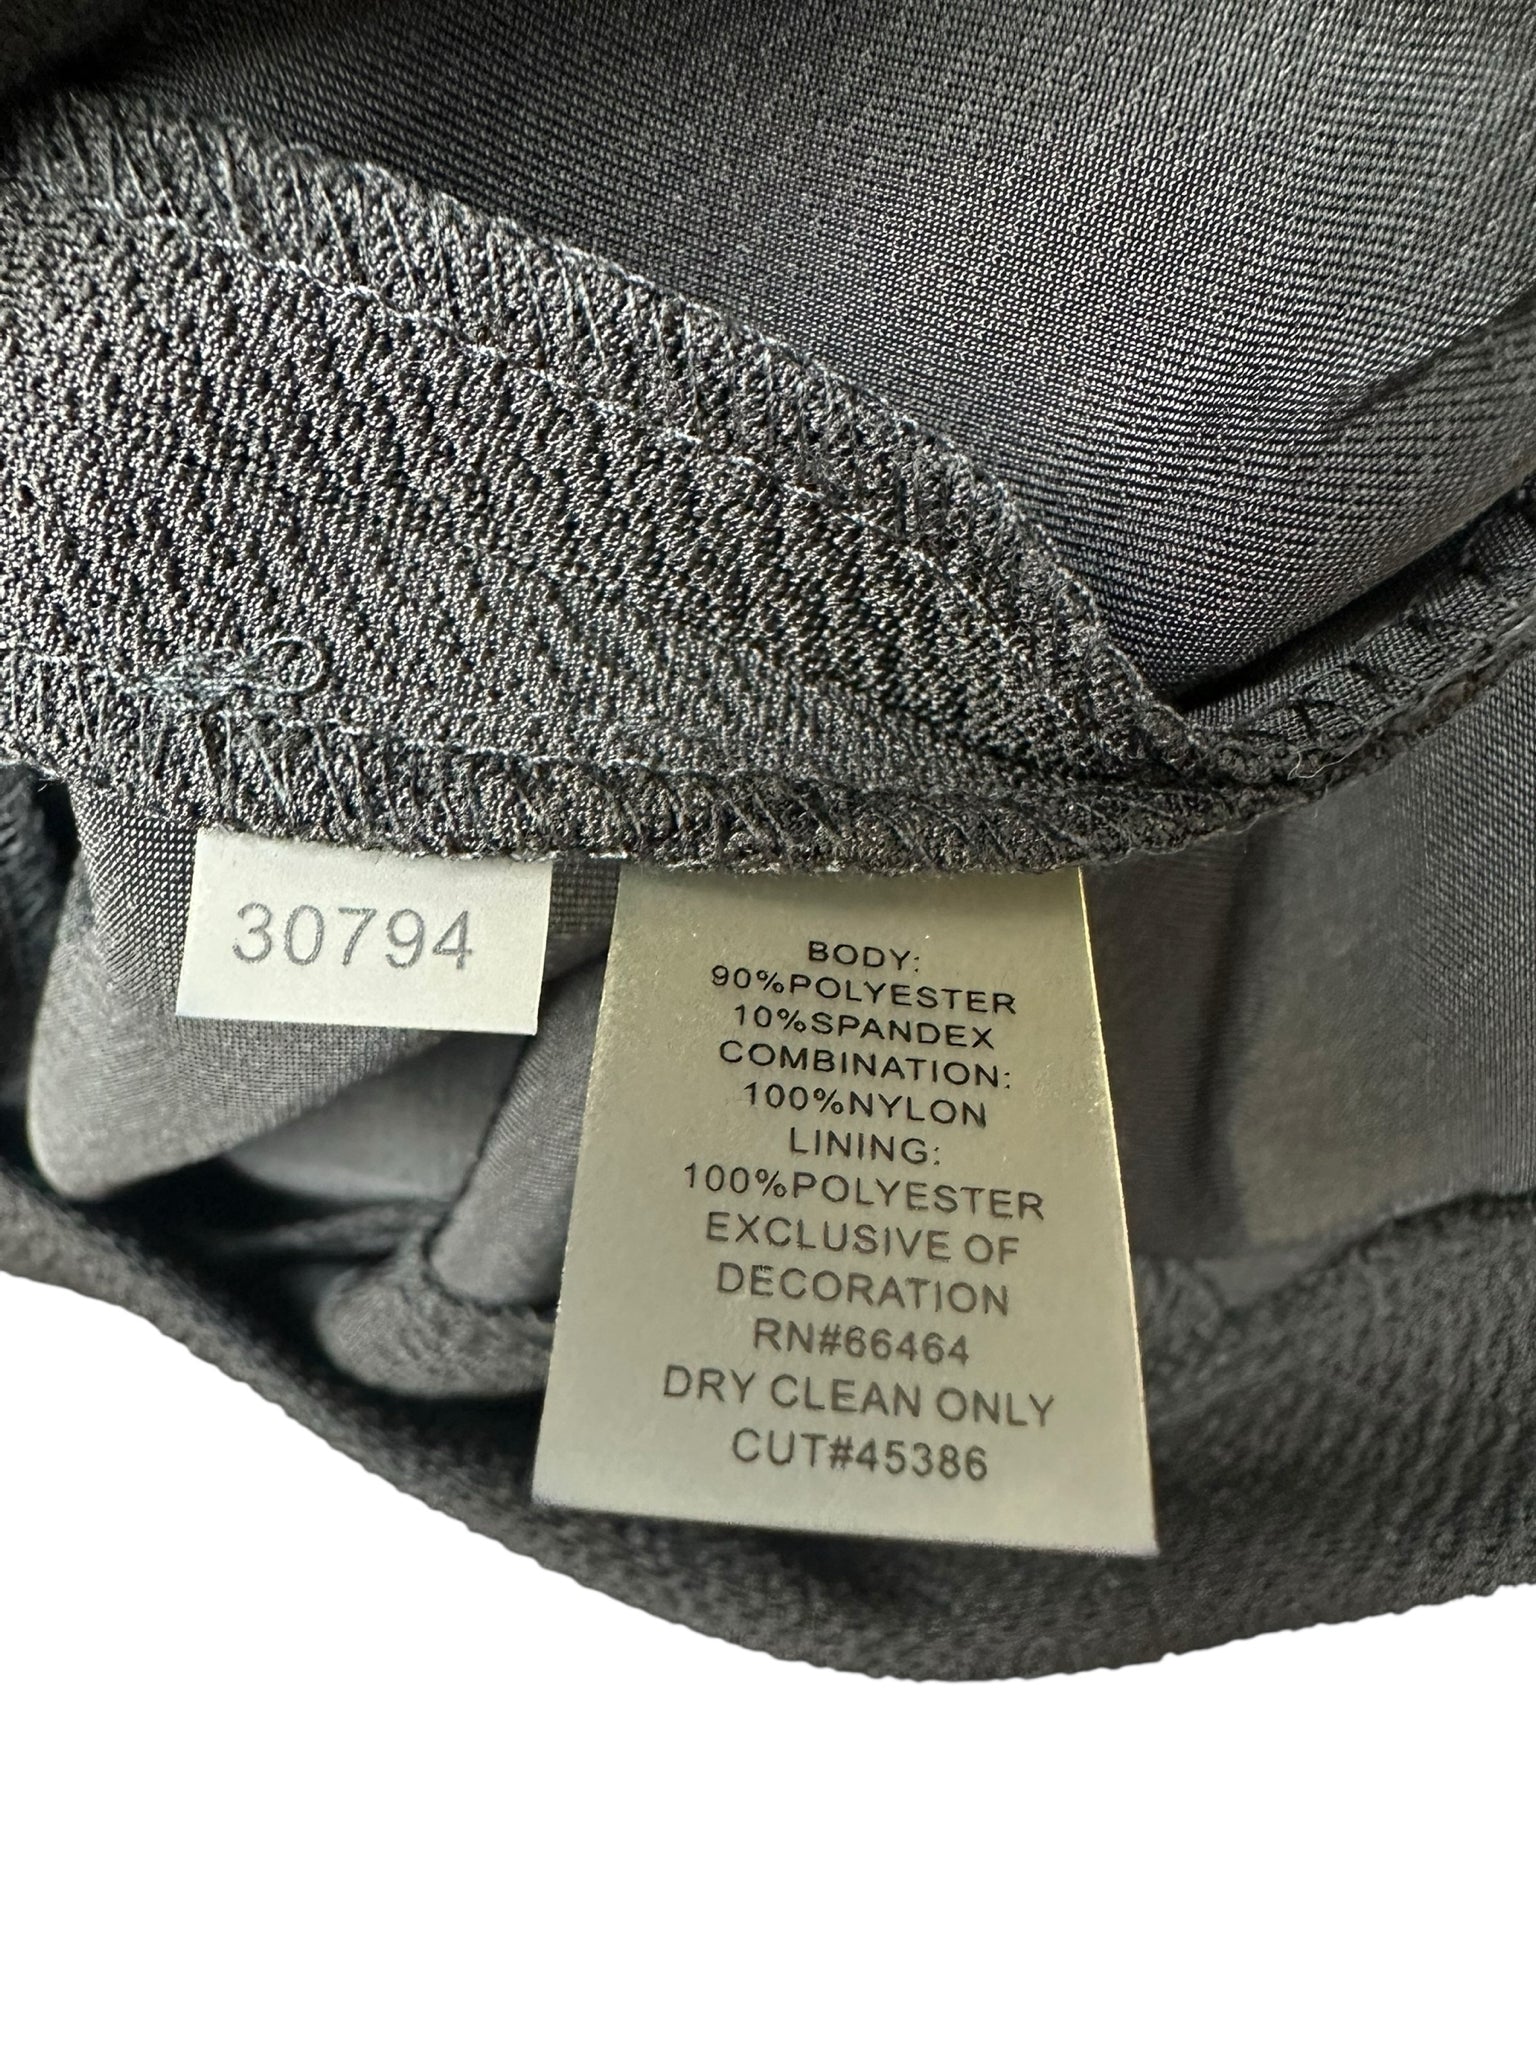 30794
BODY:
90%POLYESTER
10%SPANDEX
COMBINATION:
100%NYLON
LINING:
100%POLYESTER
EXCLUSIVE OF
DECORATION
RN#66464
DRY CLEAN ONLY
CUT#45386